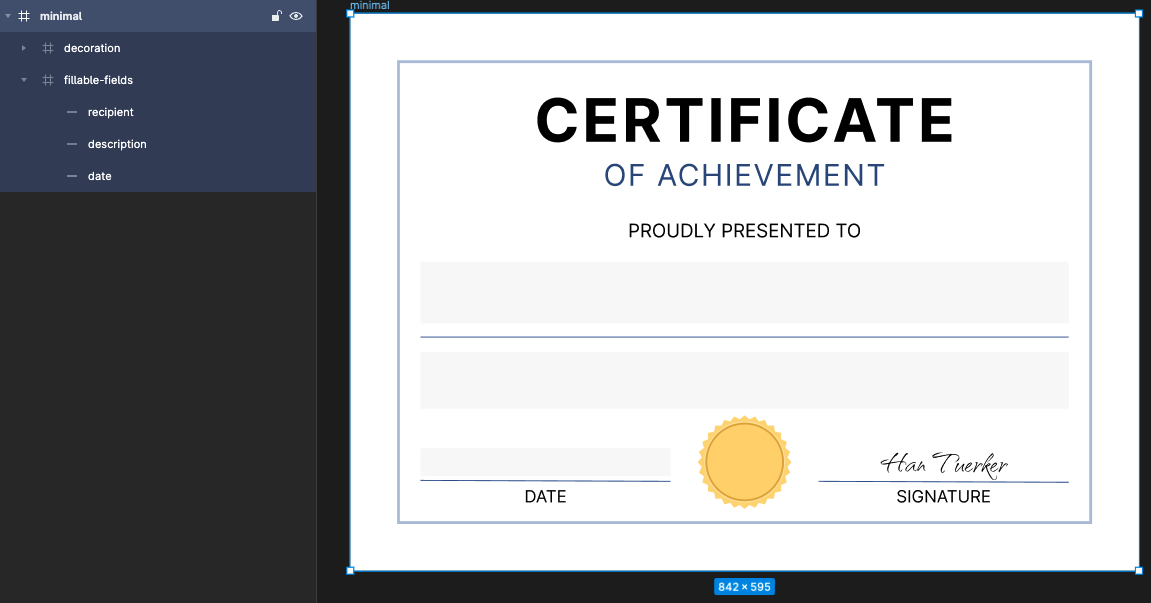 minimal
decoration
fillable-fields
recipient
description
date
minimal
CERTIFICATE
OF ACHIEVEMENT
PROUDLY PRESENTED TO
Han Tuerker
DATE
SIGNATURE
842 × 595